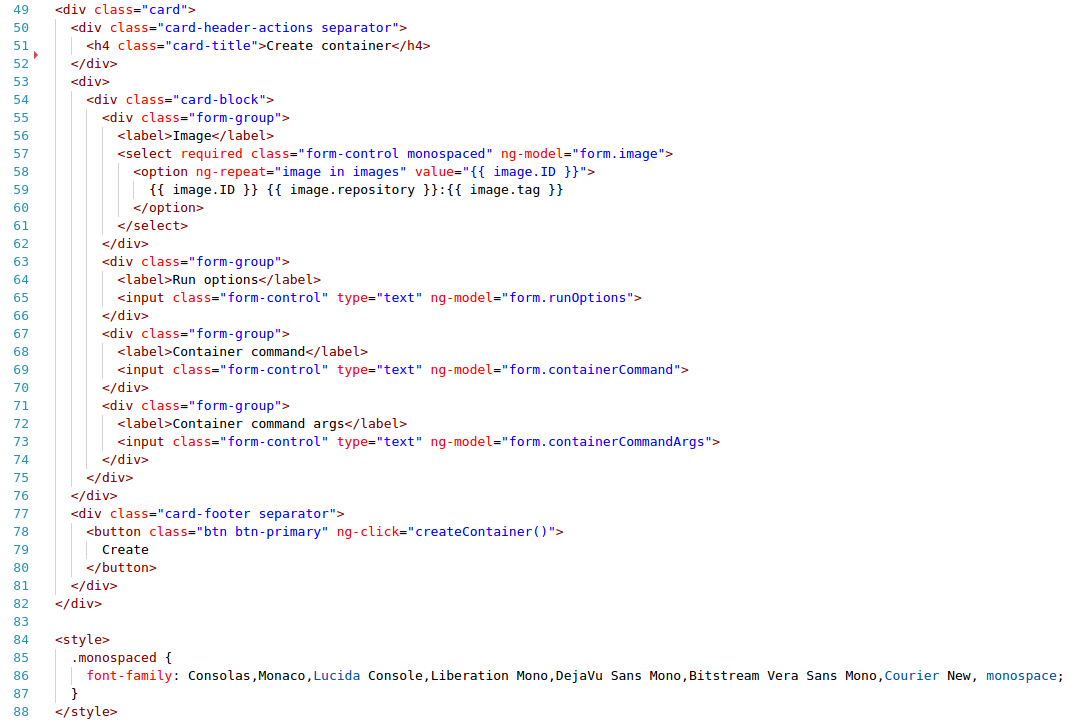 49 <div class="card">
50   <div class="card-header-actions separator">
51     <h4 class="card-title">Create container</h4>
52   </div>
53   <div>
54     <div class="card-block">
55       <div class="form-group">
56         <label>Image</label>
57         <select required class="form-control monospaced" ng-model="form.image">
58           <option ng-repeat="image in images" value="{{ image.ID }}">
59             {{ image.ID }} {{ image.repository }}:{{ image.tag }}
60           </option>
61         </select>
62       </div>
63       <div class="form-group">
64         <label>Run options</label>
65         <input class="form-control" type="text" ng-model="form.runOptions">
66       </div>
67       <div class="form-group">
68         <label>Container command</label>
69         <input class="form-control" type="text" ng-model="form.containerCommand">
70       </div>
71       <div class="form-group">
72         <label>Container command args</label>
73         <input class="form-control" type="text" ng-model="form.containerCommandArgs">
74       </div>
75     </div>
76   </div>
77   <div class="card-footer separator">
78     <button class="btn btn-primary" ng-click="createContainer()">
79       Create
80     </button>
81   </div>
82 </div>
83
84 <style>
85   .monospaced {
86     font-family: Consolas,Monaco,Lucida Console,Liberation Mono,DejaVu Sans Mono,Bitstream Vera Sans Mono,Courier New, monospace;
87   }
88 </style>